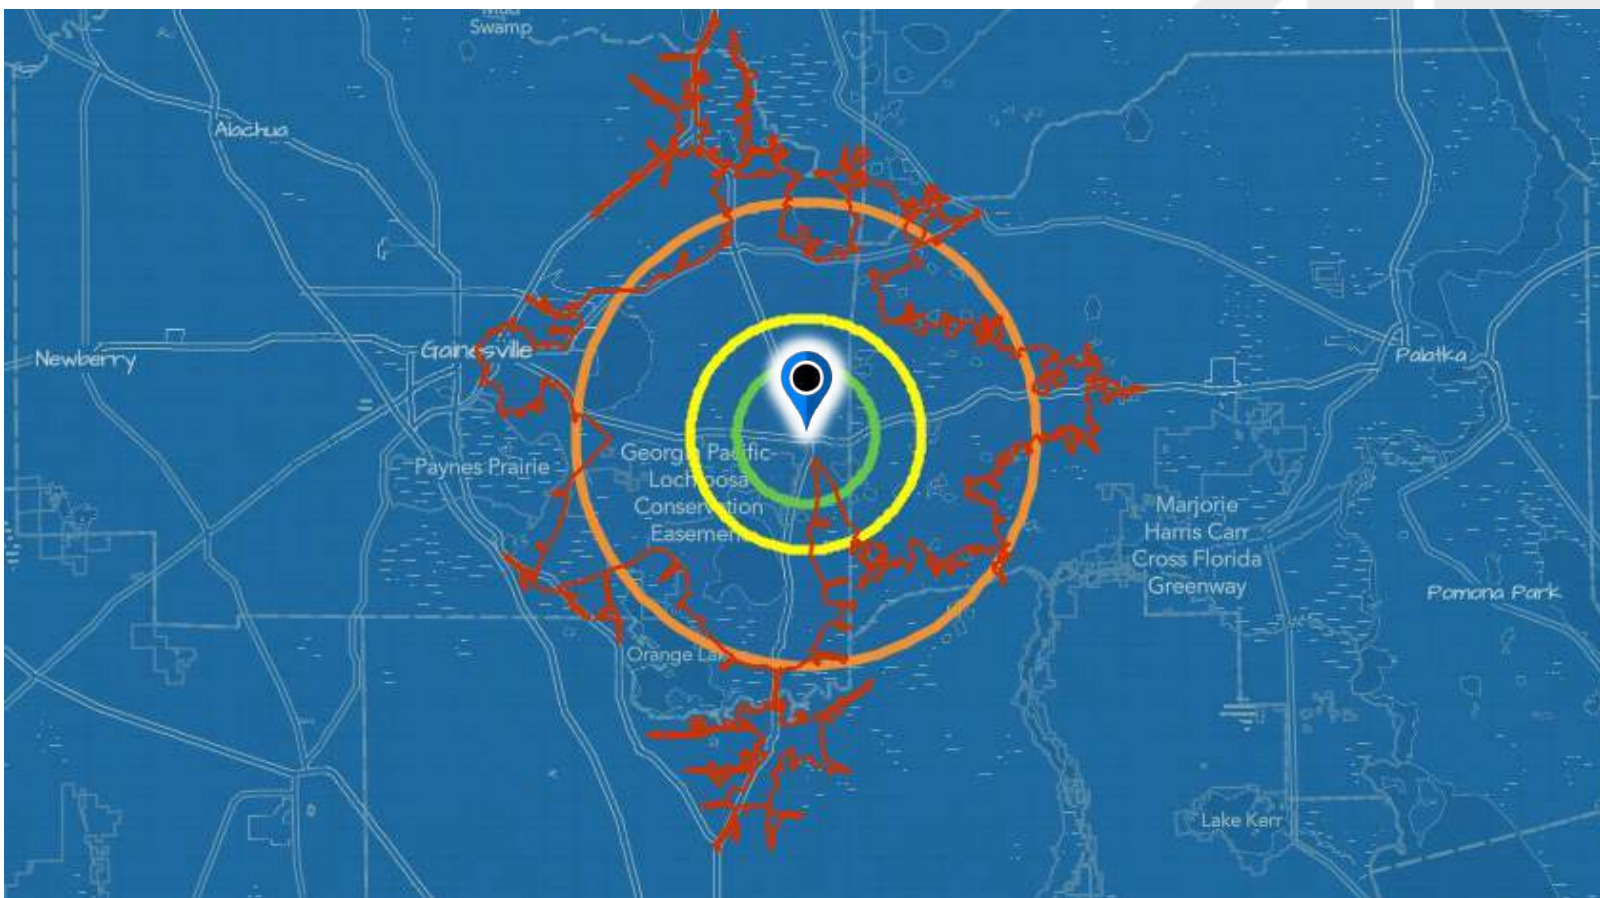 Mud
Swamp
Alachua
Newberry
Gainesville
Palatka
Paynes Prairie
Georgia Pacific-
Lochloosa
Conservation
Easement
Marjorie
Harris Carr
Cross Florida
Greenway
Pomona Park
Orange Lake
Lake Kerr